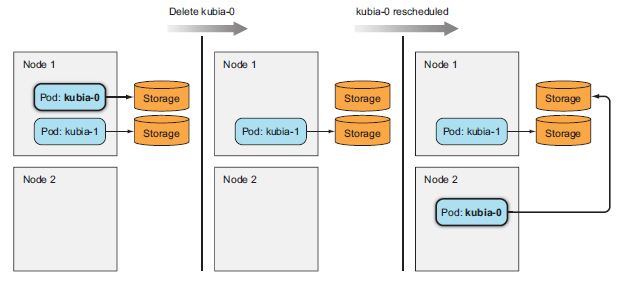 Delete kubia-0
kubia-0 rescheduled
Node 1
Pod: kubia-0
Storage
Pod: kubia-1
Storage
Node 2
Node 1
Storage
Pod: kubia-1
Storage
Node 2
Node 1
Storage
Pod: kubia-1
Storage
Node 2
Pod: kubia-0